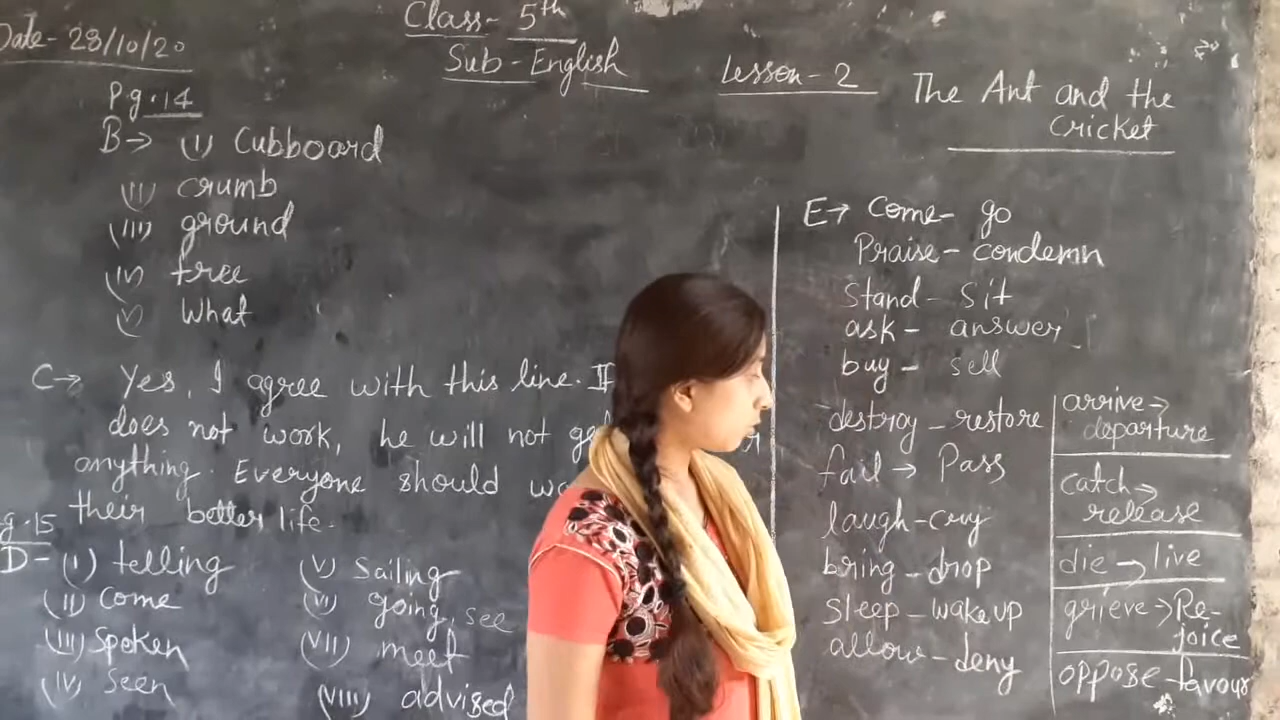 Date- 28/10/20
Class- 5th
Sub- English
Lesson- 2
The Ant and the
cricket
Pg. 14
B→ (i) Cubboard
(ii) crumb
(iii) ground
(iv) tree
(v) What
C→ Yes, I agree with this line. If
does not work, he will not
anything. Everyone should
their better life.
g. 15
D- (i) telling
(ii) Come
(iii) Spoken
(iv) Seen
(v) Sailing
(vi) going, see
(vii) meet
(viii) advised
E→ Come- go
Praise- condemn
Stand- Sit
ask- answer
buy- sell
destroy- restore
fail → Pass
laugh- cry
bring- drop
Sleep- wake up
allow- deny
arrive→
departure
catch→
release
die → live
grieve→ Re-
joice
oppose- favour